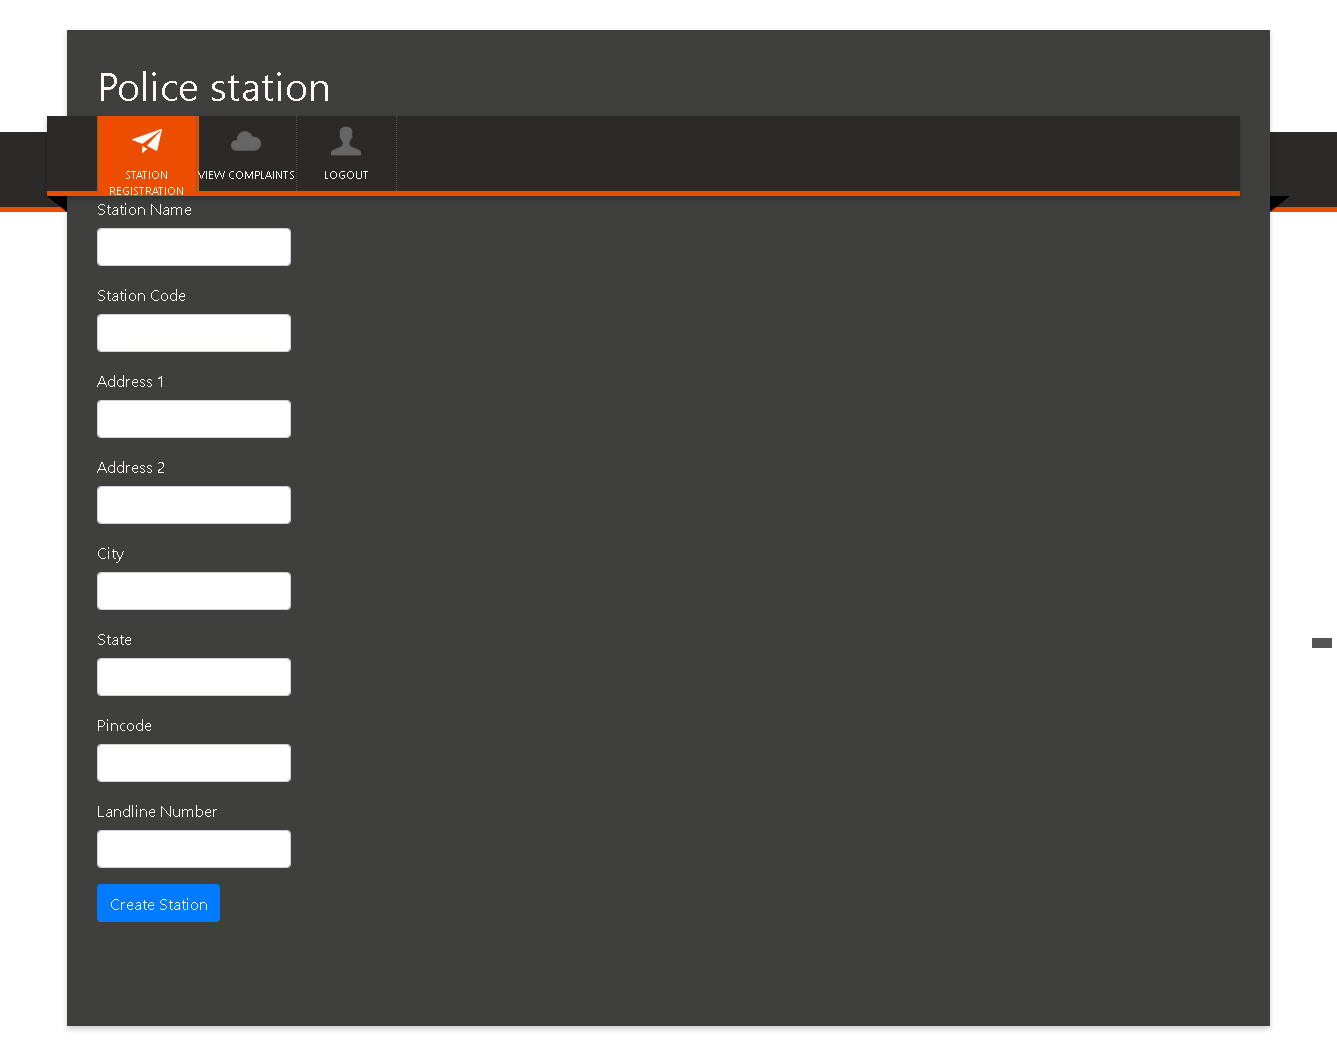 Police station
STATION
REGISTRATION
VIEW COMPLAINTS
LOGOUT
Station Name
Station Code
Address 1
Address 2
City
State
Pincode
Landline Number
Create Station